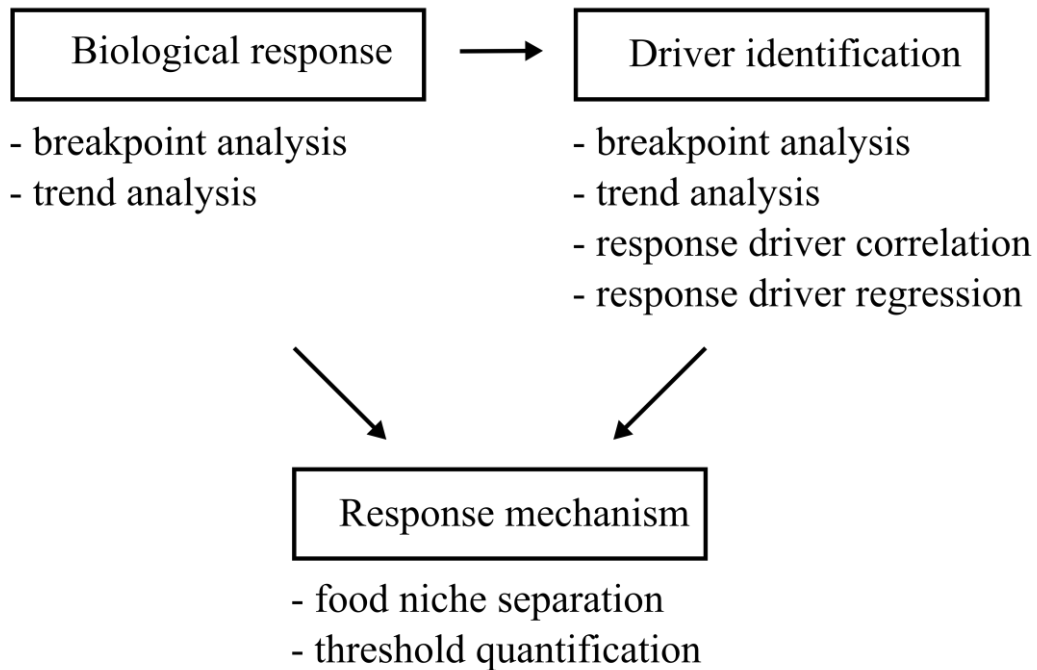 Biological response
- breakpoint analysis
- trend analysis
Driver identification
- breakpoint analysis
- trend analysis
- response driver correlation
- response driver regression
Response mechanism
- food niche separation
- threshold quantification